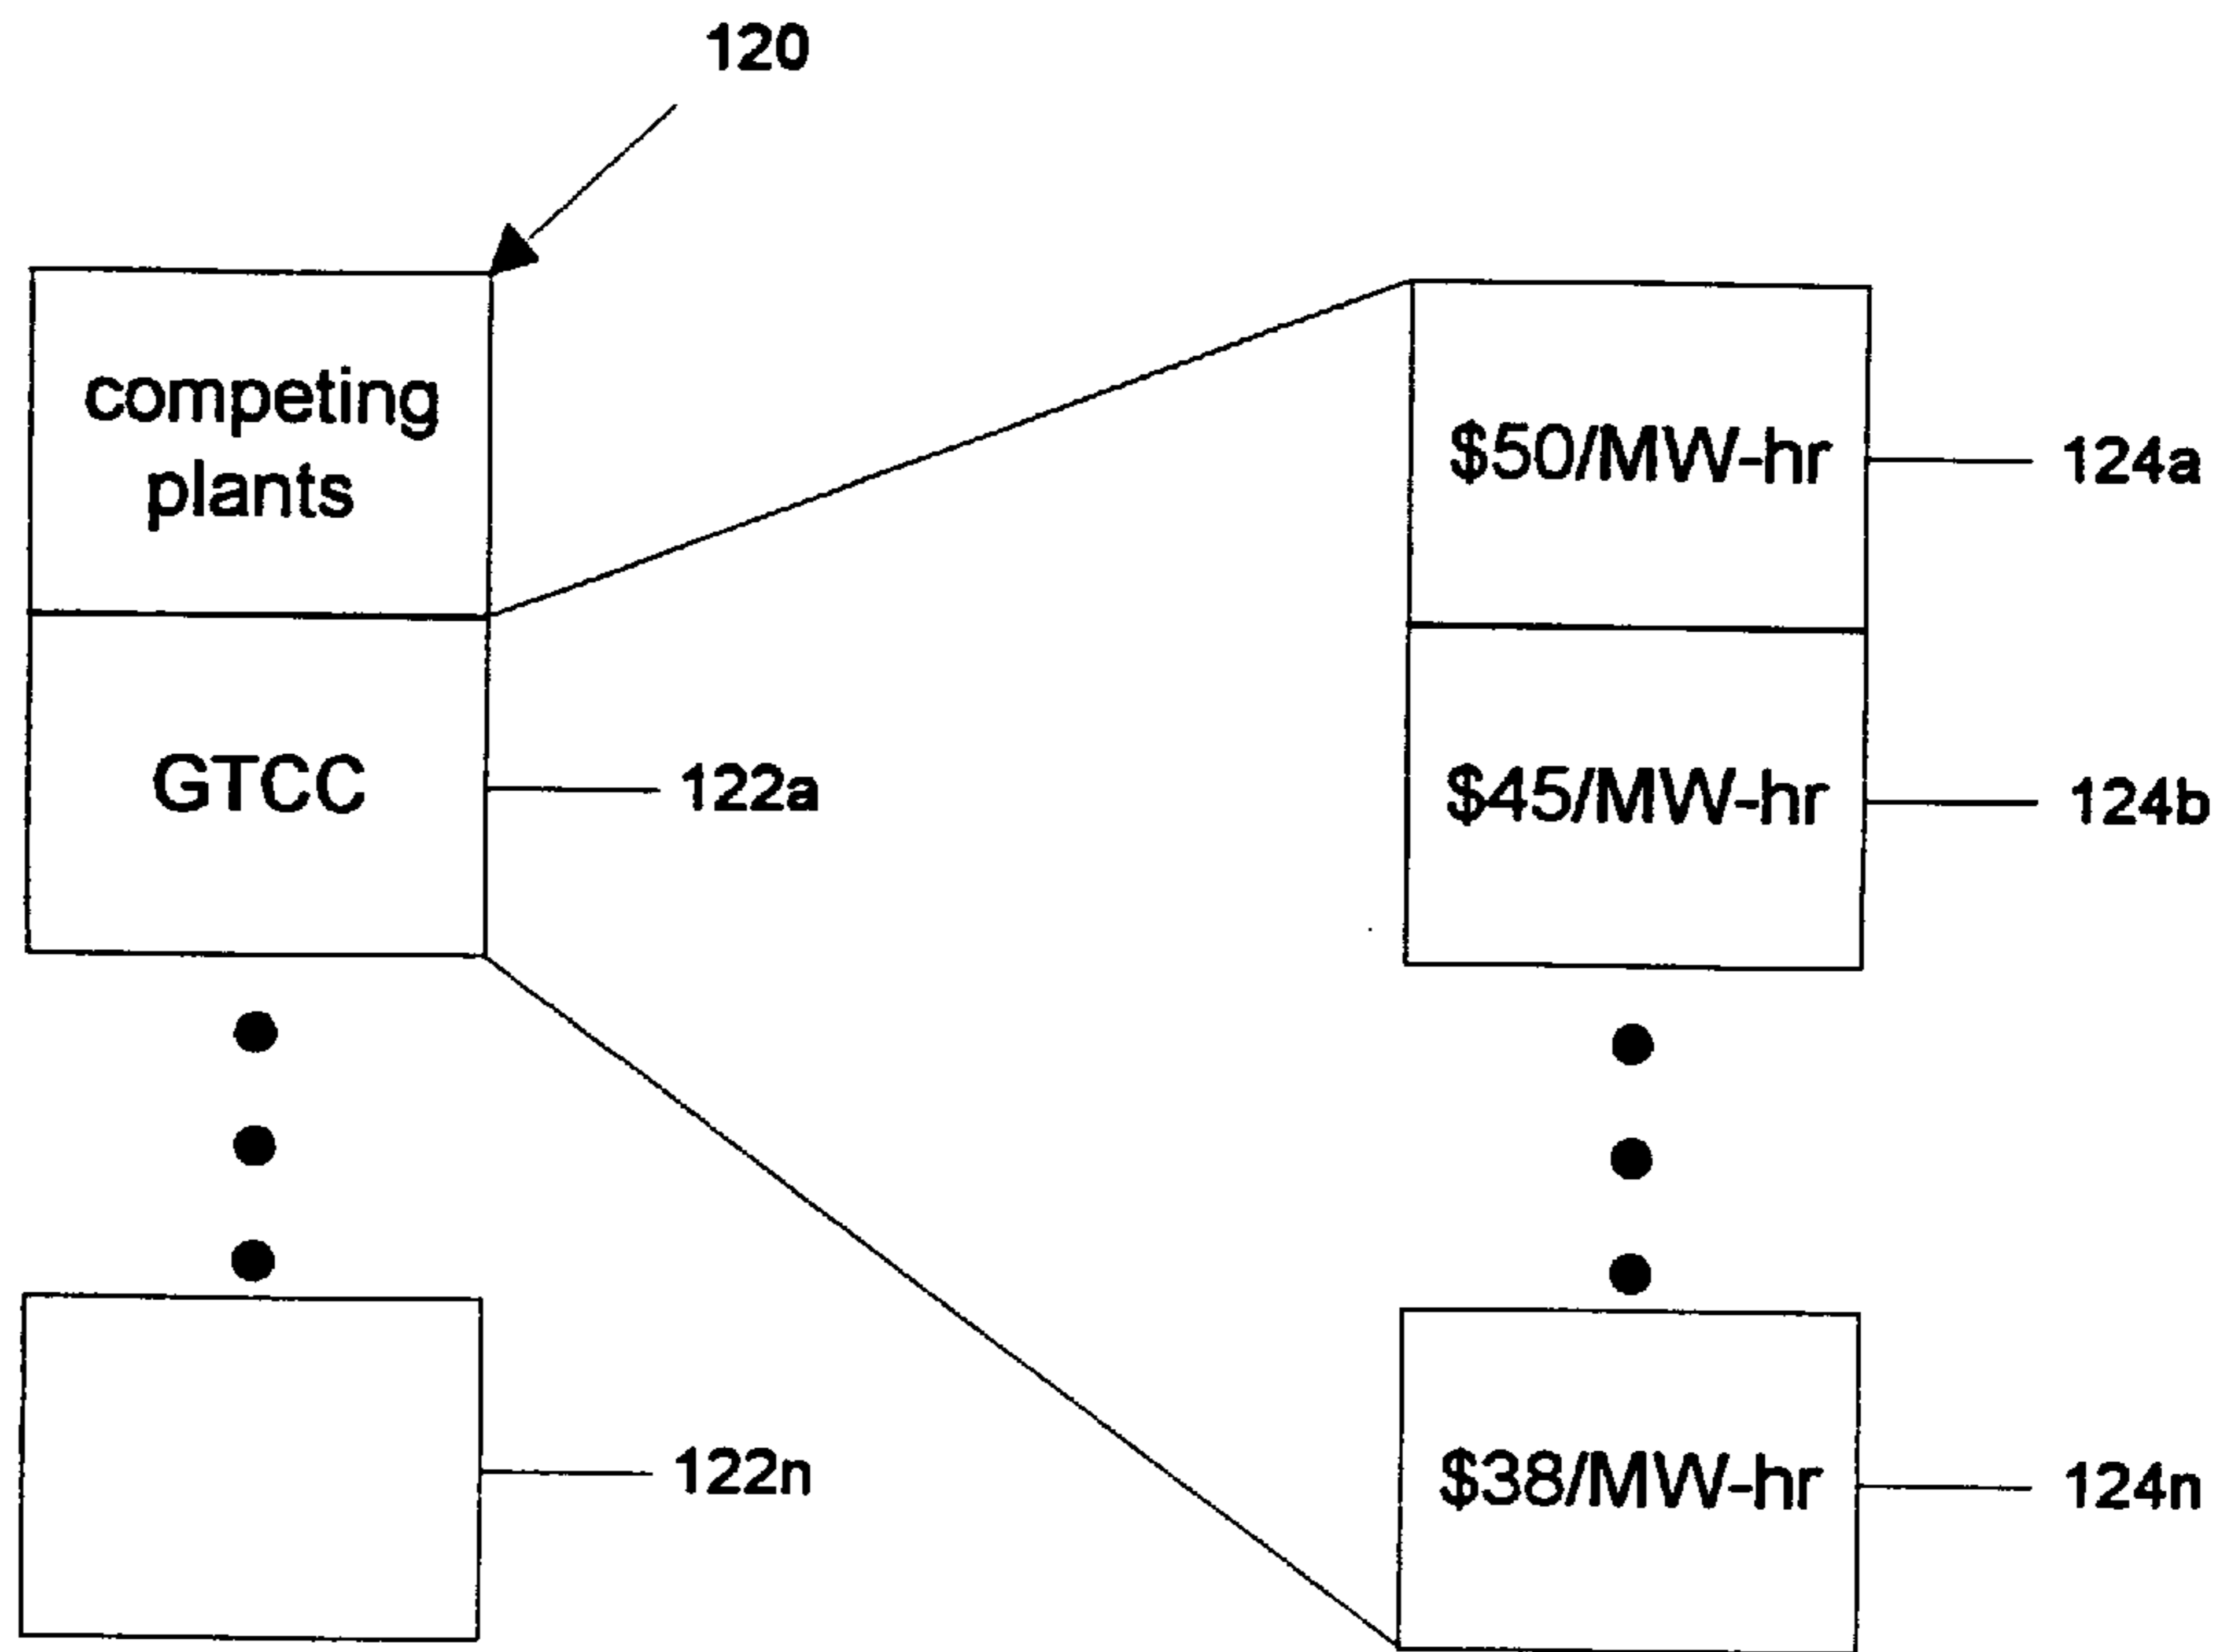 120
competing
plants
$50/MW-hr
124a
GTCC
122a
$45/MW-hr
124b
122n
$38/MW-hr
124n